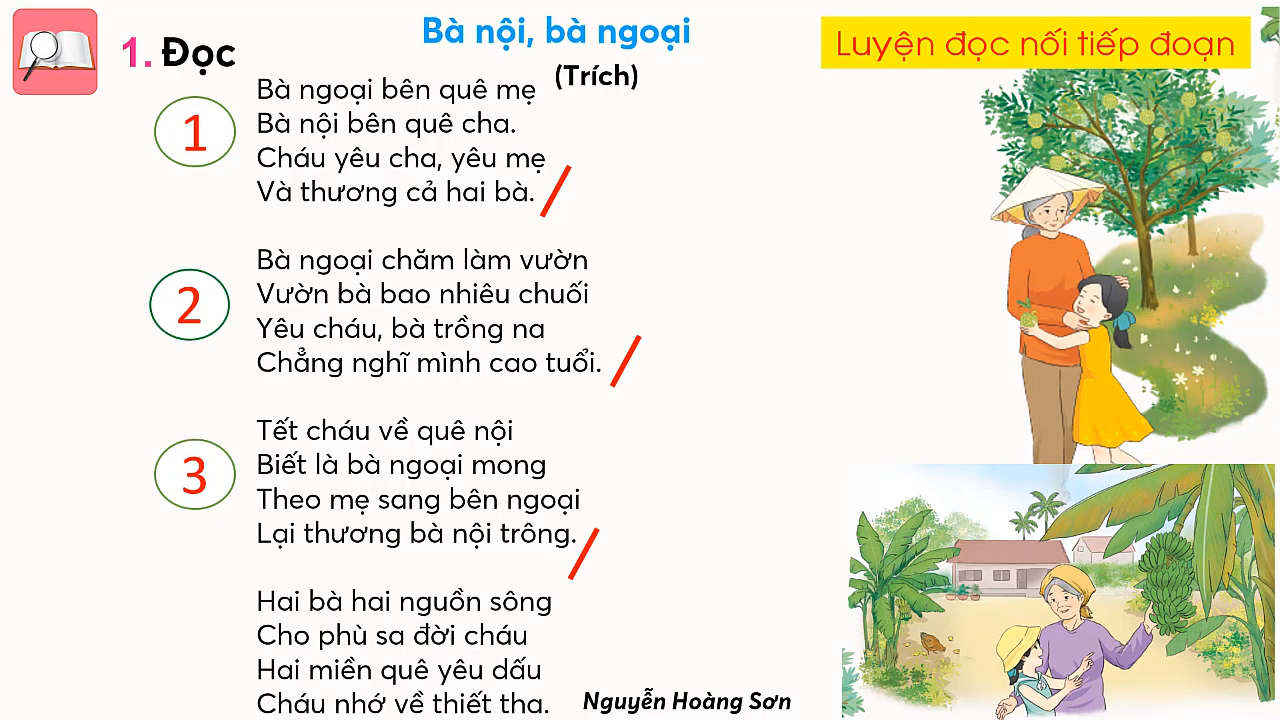 Bà nội, bà ngoại
Luyện đọc nối tiếp đoạn
1. Đọc
(Trích)
1
Bà ngoại bên quê mẹ
Bà nội bên quê cha.
Cháu yêu cha, yêu mẹ
Và thương cả hai bà.
2
Bà ngoại chăm làm vườn
Vườn bà bao nhiêu chuối
Yêu cháu, bà trồng na
Chẳng nghĩ mình cao tuổi.
3
Tết cháu về quê nội
Biết là bà ngoại mong
Theo mẹ sang bên ngoại
Lại thương bà nội trông.
Hai bà hai nguồn sông
Cho phù sa đời cháu
Hai miền quê yêu dấu
Cháu nhớ về thiết tha.
Nguyễn Hoàng Sơn